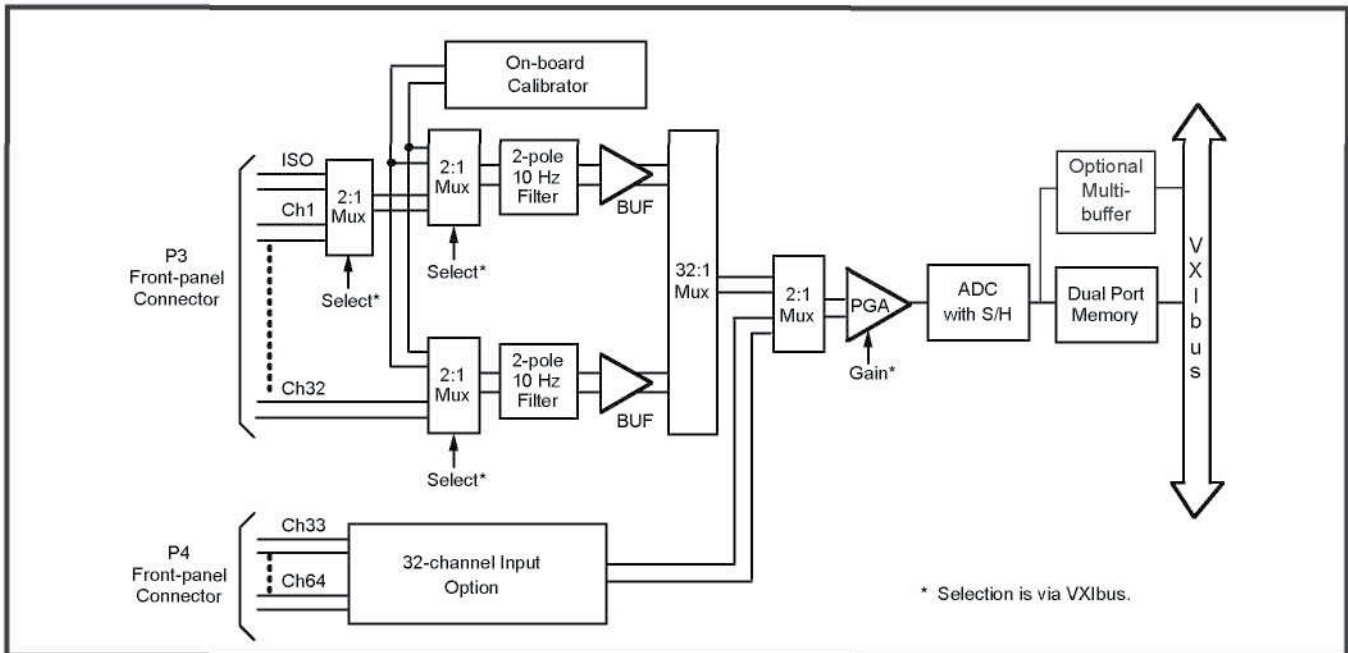 On-board
Calibrator
ISO
Ch1
2:1
Mux
Select*
2:1
Mux
Select*
2-pole
10 Hz
Filter
BUF
P3
Front-panel
Connector
Ch32
2:1
Mux
Select*
2-pole
10 Hz
Filter
BUF
32:1
Mux
2:1
Mux
PGA
Gain*
ADC
with S/H
Optional
Multi-
buffer
Dual Port
Memory
VXIbus
P4
Front-panel
Connector
Ch33
Ch64
32-channel Input
Option
* Selection is via VXIbus.